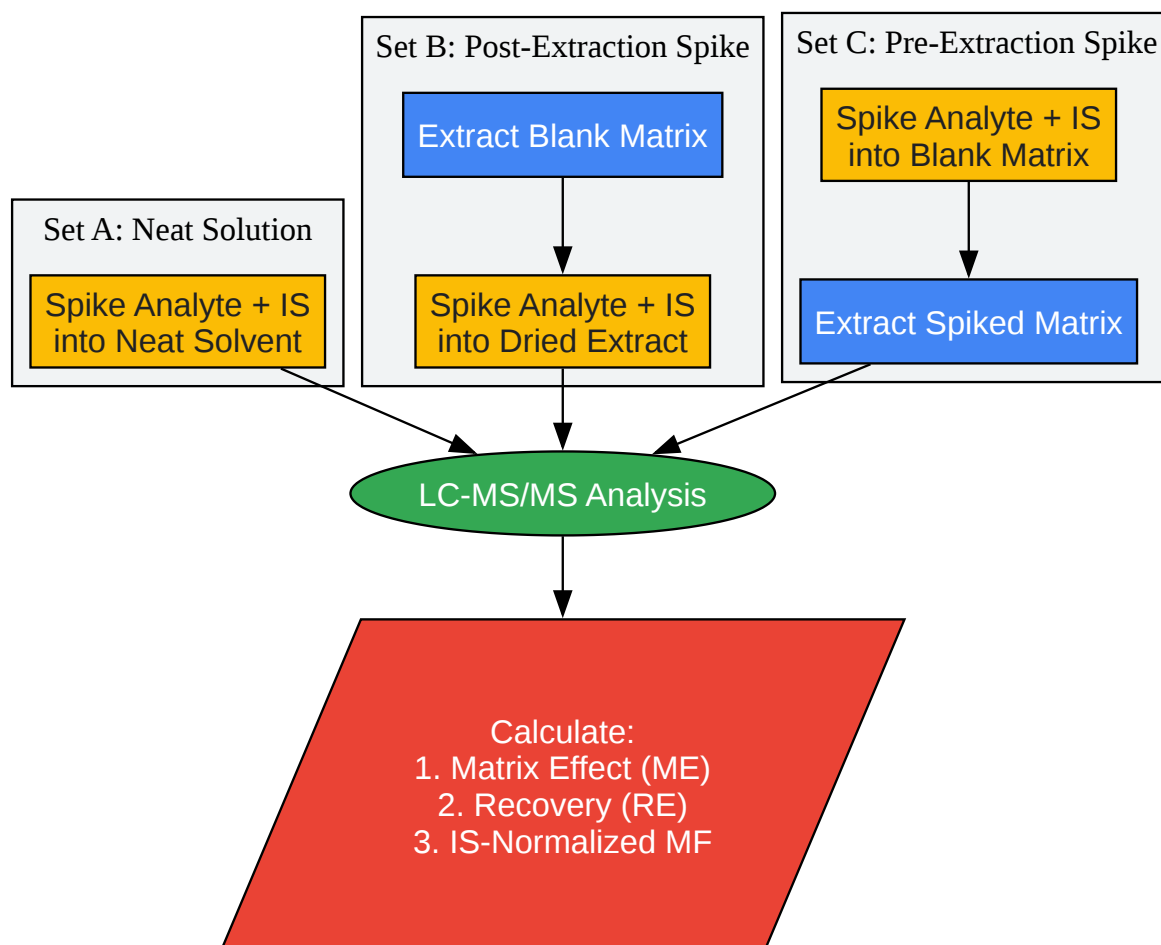 Set A: Neat Solution
Spike Analyte + IS
into Neat Solvent
Set B: Post-Extraction Spike
Extract Blank Matrix
Spike Analyte + IS
into Dried Extract
Set C: Pre-Extraction Spike
Spike Analyte + IS
into Blank Matrix
Extract Spiked Matrix
LC-MS/MS Analysis
Calculate:
1. Matrix Effect (ME)
2. Recovery (RE)
3. IS-Normalized MF